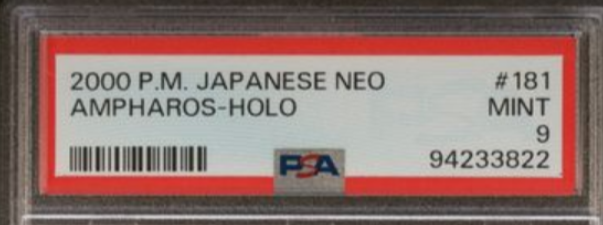 2000 P.M. JAPANESE NEO #181
AMPHAROS-HOLO MINT
9
94233822
PSA